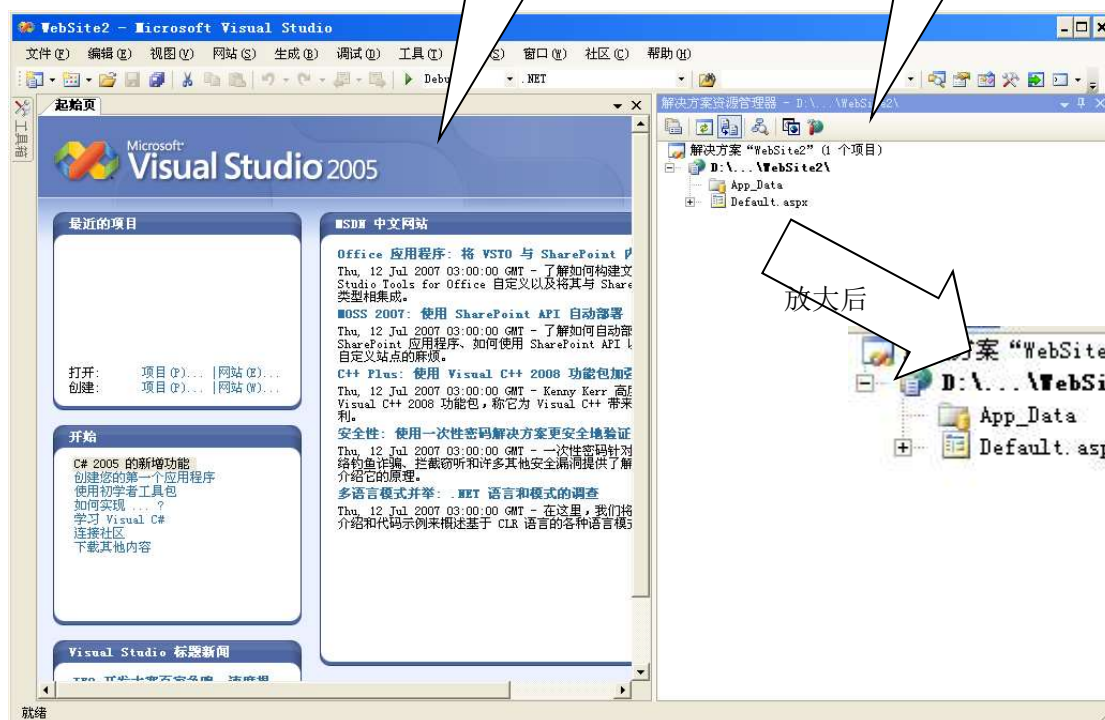 WebSite2 - Microsoft Visual Studio
文件(F) 编辑(E) 视图(V) 网站(S) 生成(B) 调试(D) 工具(T) (S) 窗口(W) 社区(C) 帮助(H)
.NET
工具箱
起始页
Microsoft
Visual Studio 2005
最近的项目
打开: 项目(P)... |网站(E)...
创建: 项目(P)... |网站(W)...
开始
C# 2005 的新增功能
创建您的第一个应用程序
使用初学者工具包
如何实现 ... ?
学习 Visual C#
连接社区
下载其他内容
Visual Studio 标题新闻
MSDN 中文网站
Office 应用程序: 将 VSTO 与 SharePoint
Thu, 12 Jul 2007 03:00:00 GMT - 了解如何构建文
Studio Tools for Office 自定义以及将其与 Share
类型相集成。
MOSS 2007: 使用 SharePoint API 自动部署
Thu, 12 Jul 2007 03:00:00 GMT - 了解如何自动部
SharePoint 应用程序、如何使用 SharePoint API
自定义站点的麻烦。
C++ Plus: 使用 Visual C++ 2008 功能包加强
Thu, 12 Jul 2007 03:00:00 GMT - Kenny Kerr 高度
Visual C++ 2008 功能包，称它为 Visual C++ 带来
利。
安全性: 使用一次性密码解决方案更安全地验证
Thu, 12 Jul 2007 03:00:00 GMT - 一次性密码针对
络钓鱼诈骗、拦截窃听和许多其他安全漏洞提供了解
介绍它的原理。
多语言模式并举: .NET 语言和模式的调查
Thu, 12 Jul 2007 03:00:00 GMT - 在这里，我们将
介绍和代码示例来概述基于 CLR 语言的各种语言模式
解决方案资源管理器 - D:\...\WebSite2\
解决方案 “WebSite2” (1 个项目)
D:\...\WebSite2\
App_Data
Default.aspx
放大后
案 “WebSite
D:\...\WebSi
App_Data
Default.asp
就绪